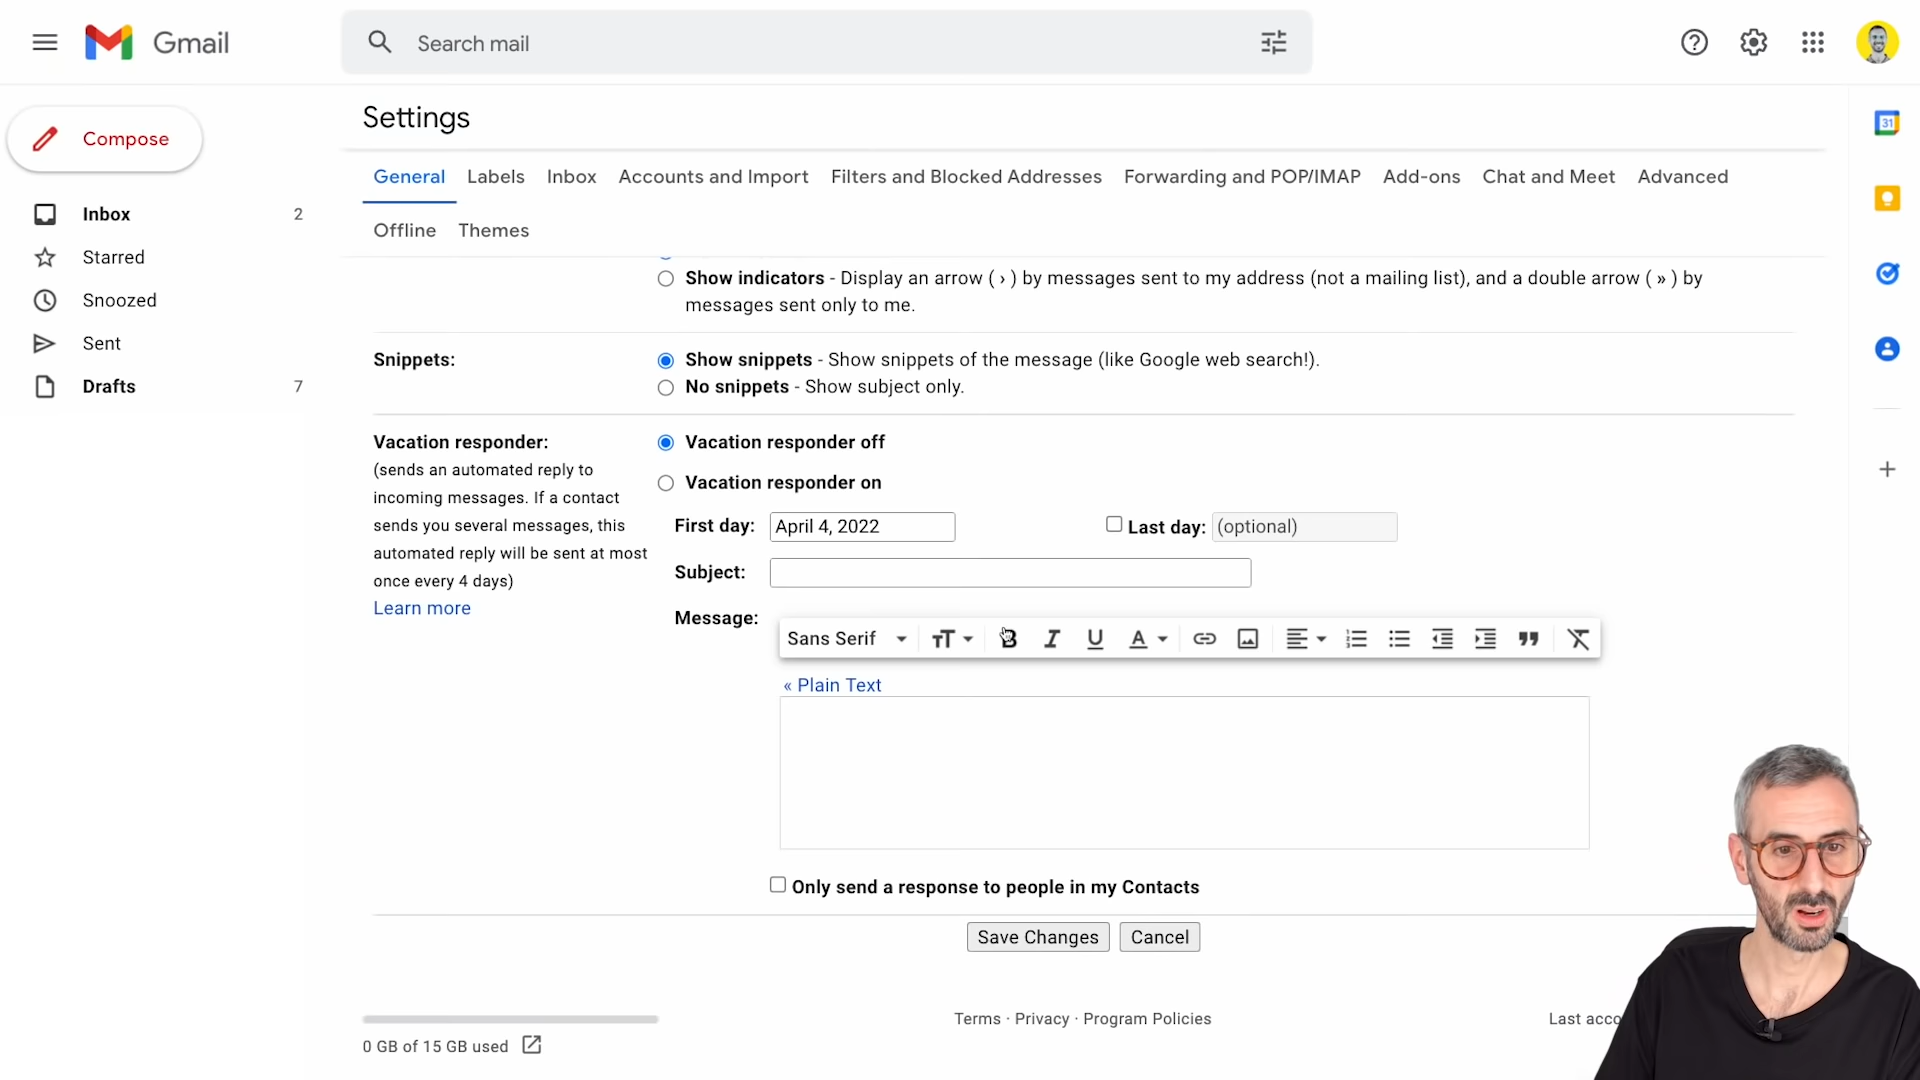 Gmail
Search mail
Compose
Inbox 2
Starred
Snoozed
Sent
Drafts 7
Settings
General Labels Inbox Accounts and Import Filters and Blocked Addresses Forwarding and POP/IMAP Add-ons Chat and Meet Advanced
Offline Themes
Show indicators - Display an arrow ( › ) by messages sent to my address (not a mailing list), and a double arrow ( » ) by
messages sent only to me.
Snippets:
Show snippets - Show snippets of the message (like Google web search!).
No snippets - Show subject only.
Vacation responder:
(sends an automated reply to
incoming messages. If a contact
sends you several messages, this
automated reply will be sent at most
once every 4 days)
Learn more
Vacation responder off
Vacation responder on
First day: April 4, 2022 Last day: (optional)
Subject:
Message:
Sans Serif
« Plain Text
Only send a response to people in my Contacts
Save Changes Cancel
0 GB of 15 GB used
Terms · Privacy · Program Policies
Last acco
31